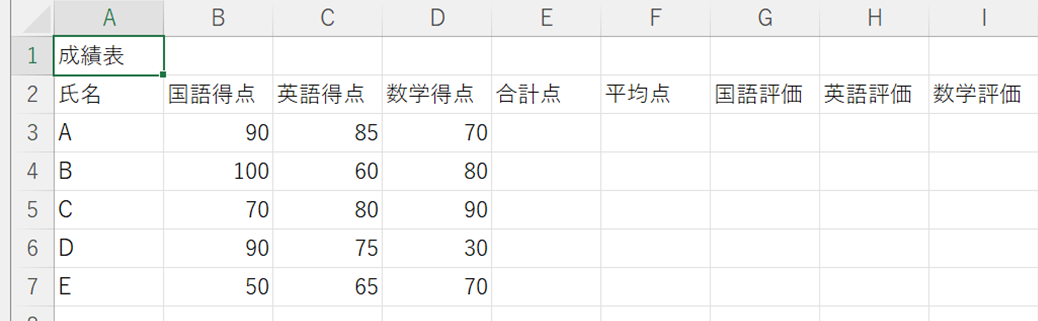 A B C D E F G H I
1 成績表
2 氏名 国語得点 英語得点 数学得点 合計点 平均点 国語評価 英語評価 数学評価
3 A 90 85 70
4 B 100 60 80
5 C 70 80 90
6 D 90 75 30
7 E 50 65 70